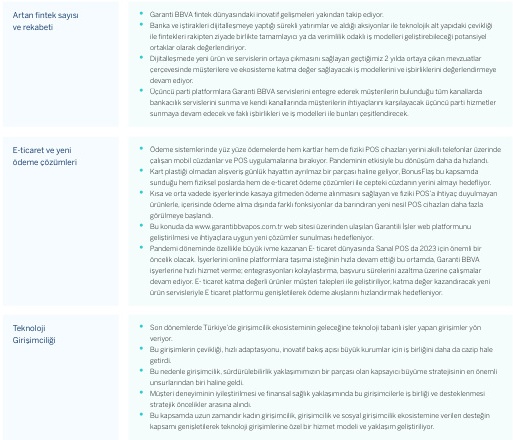 Artan fintek sayısı
ve rekabeti
Garanti BBVA fintek dünyasındaki inovatif gelişmeleri yakından takip ediyor.
Banka ve iştirakleri dijitalleşmeye yaptığı sürekli yatırımlar ve aldığı aksiyonlar ile teknolojik alt yapıdaki çevikliği
ile fintekleri rakipten ziyade birlikte tamamlayıcı ya da verimlilik odaklı iş modelleri geliştirebileceği potansiyel
ortaklar olarak değerlendiriyor.
Dijitalleşmede yeni ürün ve servislerin ortaya çıkmasını sağlayan geçtiğimiz 2 yılda ortaya çıkan mevzuatlar
çerçevesinde müşterilere ve ekosisteme katma değer sağlayacak iş modellerini ve işbirliklerini değerlendirmeye
devam ediyor.
Üçüncü parti platformlara Garanti BBVA servislerini entegre ederek müşterilerin bulunduğu tüm kanallarda
bankacılık servislerini sunma ve kendi kanallarında müşterilerin ihtiyaçlarını karşılayacak üçüncü parti hizmetler
sunmaya devam edecek ve faklı işbirlikleri ve iş modelleri ile bunları çeşitlendirecek.
E-ticaret ve yeni
ödeme çözümleri
Ödeme sistemlerinde yüz yüze ödemelerde hem kartlar hem de fiziki POS cihazları yerini akıllı telefonlar üzerinde
çalışan mobil cüzdanlar ve POS uygulamalarına bırakıyor. Pandeminin etkisiyle bu dönüşüm daha da hızlandı.
Kart plastiği olmadan alışveriş günlük hayatın ayrılmaz bir parçası haline geliyor, BonusFlaş bu kapsamda
sunduğu hem fiziksel poslarda hem de e-ticaret ödeme çözümleri ile cepteki cüzdanın yerini almayı hedefliyor.
Kısa ve orta vadede işyerlerinde kasaya gitmeden ödeme alınmasını sağlayan ve fiziki POS'a ihtiyaç duyulmayan
ürünlerle, içerisinde ödeme alma dışında farklı fonksiyonlar da barındıran yeni nesil POS cihazları daha fazla
görülmeye başlandı.
Bu konuda da www.garantibbvapos.com.tr web sitesi üzerinden ulaşılan Garantili İşler web platformunu
geliştirilmesi ve ihtiyaçlara uygun yeni çözümler sunulması hedefleniyor.
Pandemi döneminde özellikle büyük ivme kazanan E- ticaret dünyasında Sanal POS da 2023 için önemli bir
öncelik olacak. İşyerlerini online platformlara taşıma isteğinin hızla devam ettiği bu ortamda, Garanti BBVA
işyerlerine hızlı hizmet verme: entegrasyonları kolaylaştırma, başvuru sürelerini azaltma üzerine çalışmalar
devam ediyor. E- ticaret katma değerli ürünler müşteri talepleri ile geliştiriliyor, katma değer kazandıracak yeni
ürün servisleriyle E ticaret platformu genişletilerek ödeme akışlarını hızlandırmak hedefleniyor.
Teknoloji
Girişimciliği
Son dönemlerde Türkiye'de girişimcilik ekosisteminin geleceğine teknoloji tabanlı işler yapan girişimler yön
veriyor.
Bu girişimlerin çevikliği, hızlı adaptasyonu, inovatif bakış açısı büyük kurumlar için iş birliğini daha da cazip hale
getirdi.
Bu nedenle girişimcilik, sürdürülebilirlik yaklaşımımızın bir parçası olan kapsayıcı büyüme stratejisinin en önemli
unsurlarından biri haline geldi.
Müşteri deneyiminin iyileştirilmesi ve finansal sağlık yaklaşımında bu girişimcilerle iş birliği ve desteklenmesi
stratejik öncelikler arasına alındı.
Bu kapsamda uzun zamandır kadın girişimcilik, girişimcilik ve sosyal girişimcilik ekosistemine verilen desteğin
kapsamı genişletilerek teknoloji girişimlerine özel bir hizmet modeli ve yaklaşım geliştiriliyor.